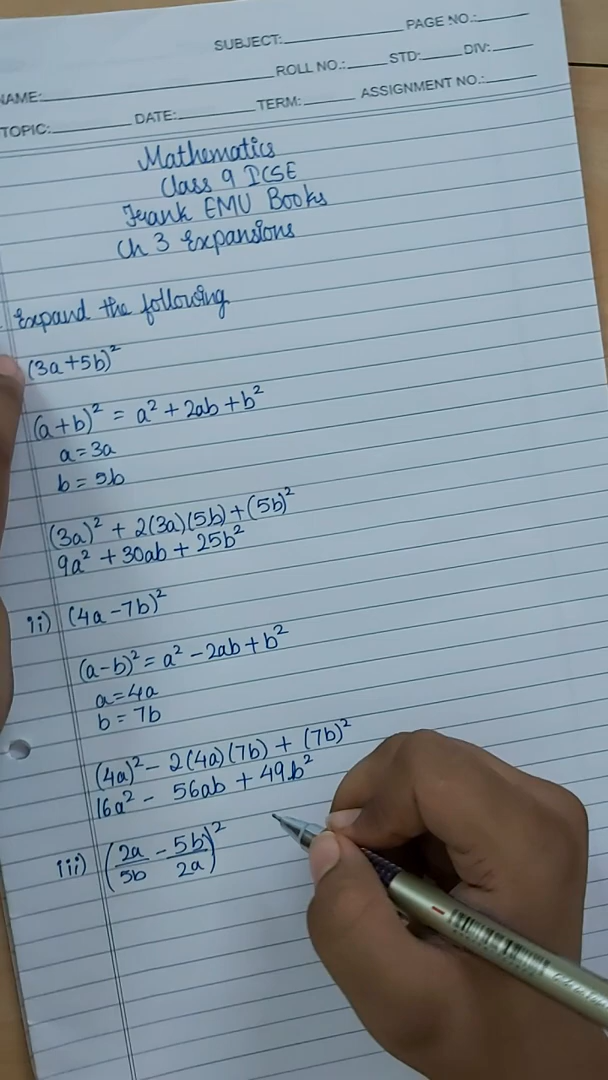 SUBJECT: PAGE NO.:
NAME: ROLL NO.: STD: DIV:
TOPIC: DATE: TERM: ASSIGNMENT NO.:
Mathematics
Class 9 ICSE
Frank EMU Books
Ch 3 Expansions
Expand the following
(3a+5b)²
(a+b)² = a² + 2ab + b²
a = 3a
b = 5b
(3a)² + 2(3a)(5b) + (5b)²
9a² + 30ab + 25b²
ii) (4a - 7b)²
(a-b)² = a² - 2ab + b²
a = 4a
b = 7b
(4a)² - 2(4a)(7b) + (7b)²
16a² - 56ab + 49b²
iii) (2a/5b - 5b/2a)²